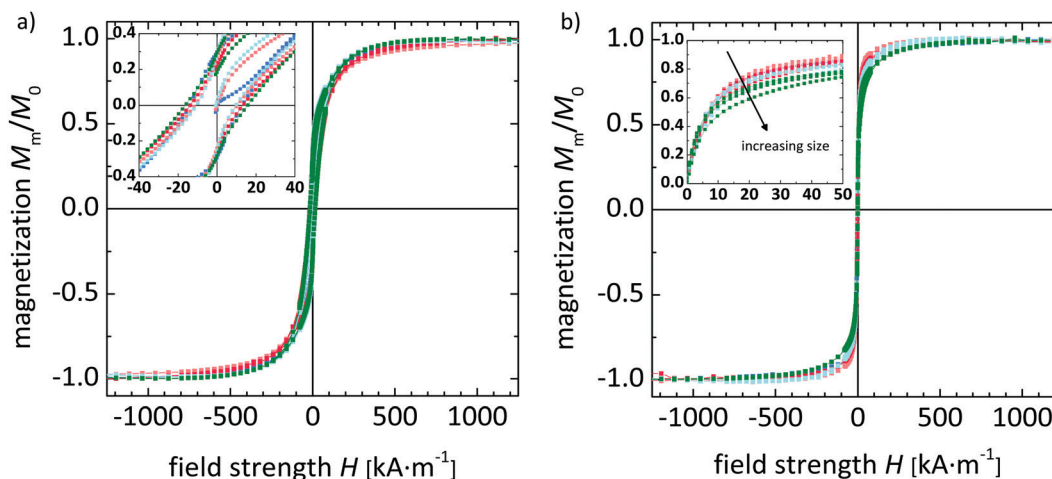 a)
magnetization Mm/M0
1.0
0.5
0.0
-0.5
-1.0
-1000 -500 0 500 1000
field strength H [kA·m-1]
0.4
0.2
0.0
-0.2
-0.4
-40 -20 0 20 40
b)
magnetization Mm/M0
1.0
0.5
0.0
-0.5
-1.0
-1000 -500 0 500 1000
field strength H [kA·m-1]
1.0
0.8
0.6
0.4
0.2
0.0
0 10 20 30 40 50
increasing size